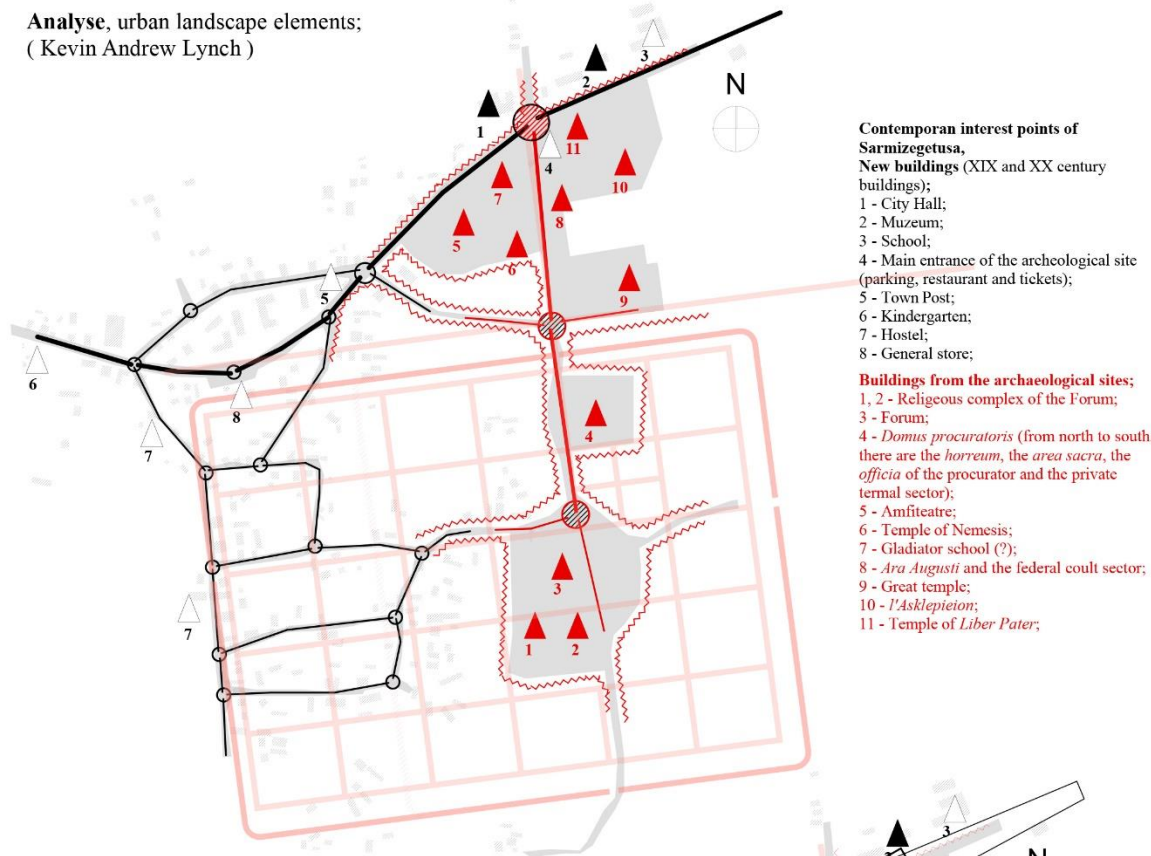 Analyse, urban landscape elements;
( Kevin Andrew Lynch )
3
2
N
1
11
4
7
10
8
5
6
9
5
6
8
7
4
7
3
1 2
Contemporan interest points of
Sarmizegetusa,
New buildings (XIX and XX century
buildings);
1 - City Hall;
2 - Muzeum;
3 - School;
4 - Main entrance of the archeological site
(parking, restaurant and tickets);
5 - Town Post;
6 - Kindergarten;
7 - Hostel;
8 - General store;
Buildings from the archaeological sites;
1, 2 - Religeous complex of the Forum;
3 - Forum;
4 - Domus procuratoris (from north to south
there are the horreum, the area sacra, the
officia of the procurator and the private
termal sector);
5 - Amfiteatre;
6 - Temple of Nemesis;
7 - Gladiator school (?);
8 - Ara Augusti and the federal coult sector;
9 - Great temple;
10 - l'Asklepieion;
11 - Temple of Liber Pater;
3
N